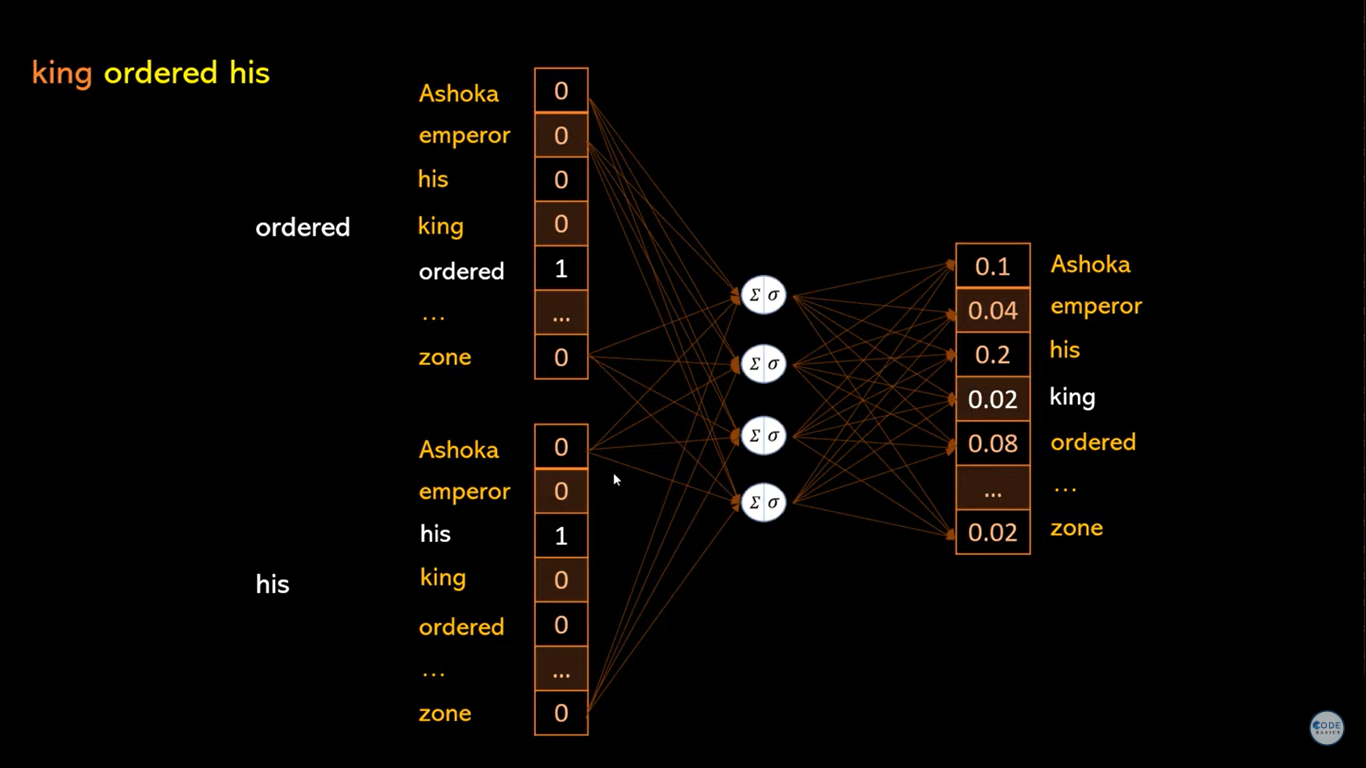 king ordered his
ordered
Ashoka 0
emperor 0
his 0
king 0
ordered 1
... ...
zone 0
his
Ashoka 0
emperor 0
his 1
king 0
ordered 0
... ...
zone 0
Σ σ
Σ σ
Σ σ
Σ σ
0.1 Ashoka
0.04 emperor
0.2 his
0.02 king
0.08 ordered
... ...
0.02 zone
CODE
BASICS